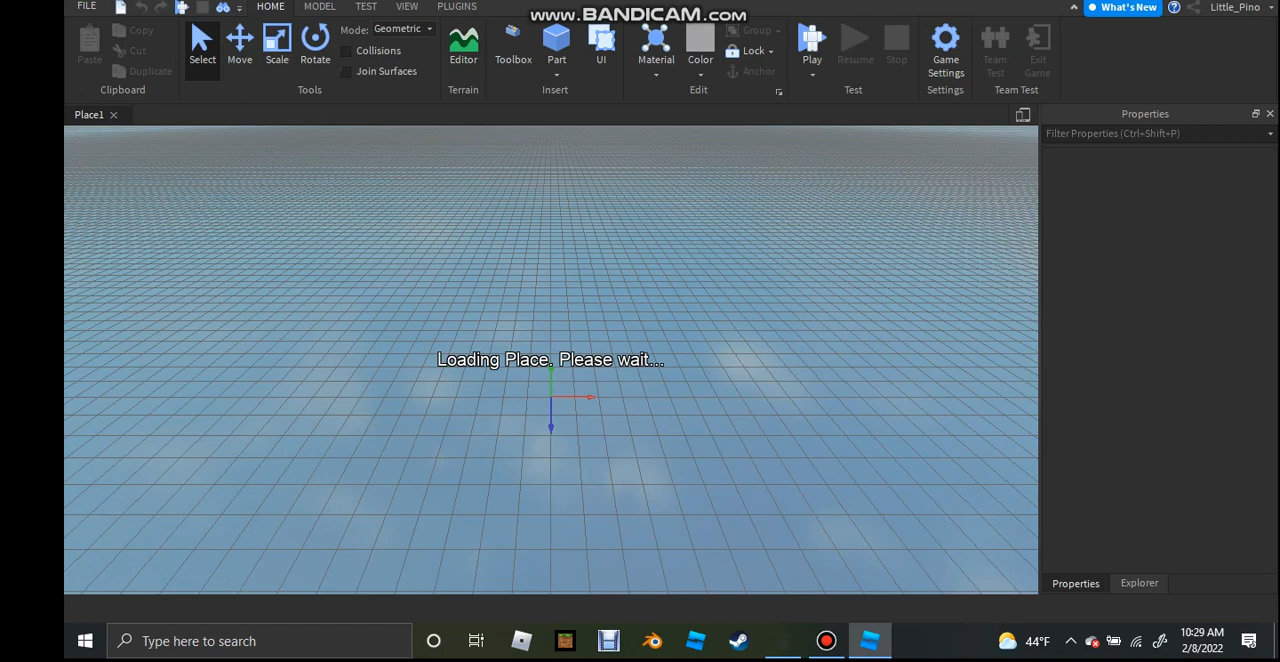 FILE HOME MODEL TEST VIEW PLUGINS www.BANDICAM.com What's New Little_Pino
Paste Copy Cut Duplicate Clipboard
Select Move Scale Rotate Mode: Geometric Collisions Join Surfaces Tools
Editor Terrain
Toolbox Part UI Insert
Material Color Group Lock Anchor Edit
Play Resume Stop Test
Game Settings Settings
Team Test Exit Game Team Test
Place1 Properties
Filter Properties (Ctrl+Shift+P)
Loading Place. Please wait...
Properties Explorer
Type here to search 44°F 10:29 AM
2/8/2022